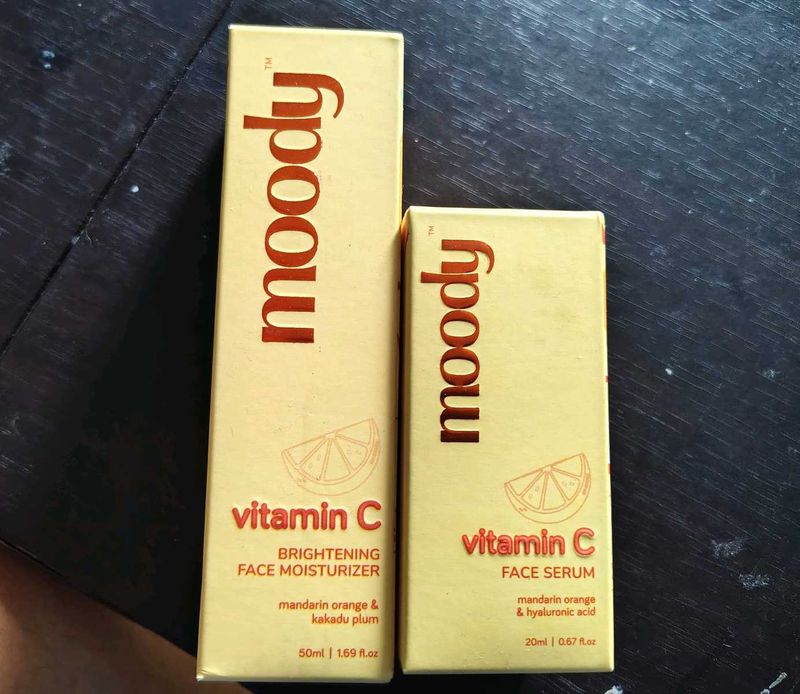 moody™
vitamin C
BRIGHTENING
FACE MOISTURIZER
mandarin orange &
kakadu plum
50ml | 1.69 fl.oz
moody™
vitamin C
FACE SERUM
mandarin orange
& hyaluronic acid
20ml | 0.67 fl.oz